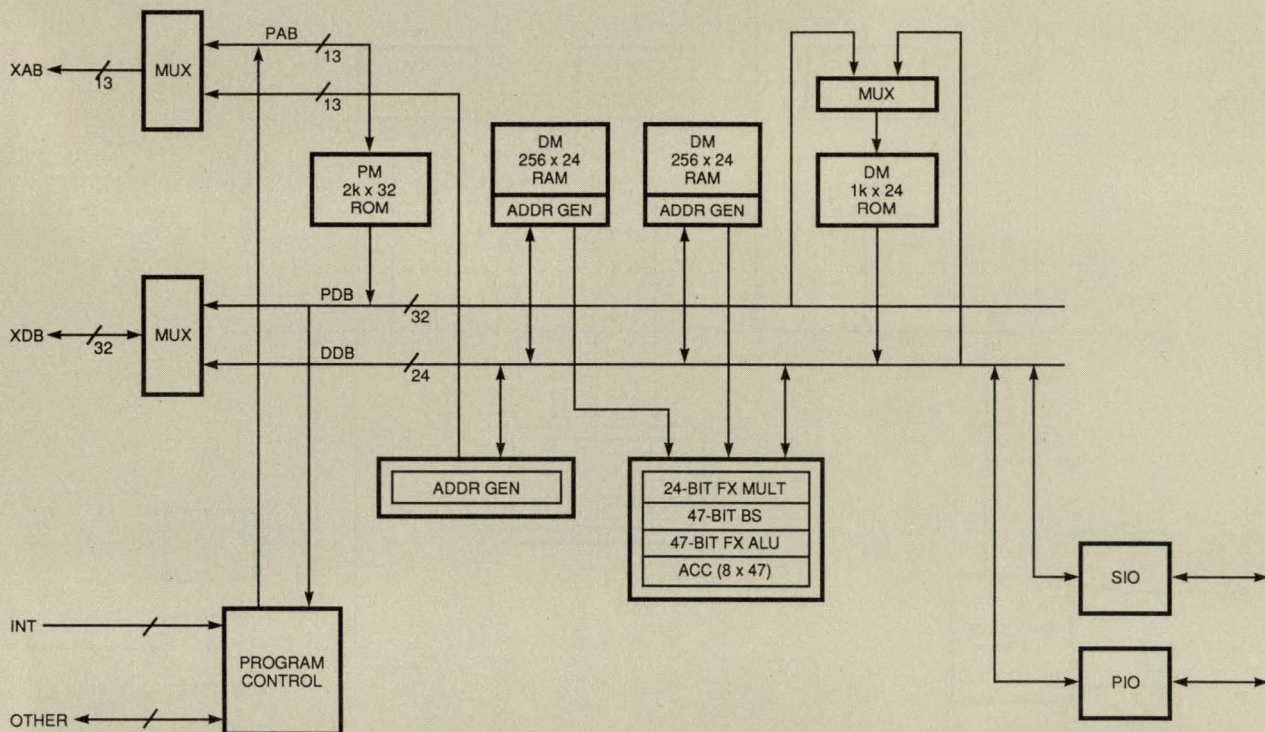 PAB
13
XAB
13
MUX
13
MUX
PM
2k x 32
ROM
DM
256 x 24
RAM
ADDR GEN
DM
256 x 24
RAM
ADDR GEN
DM
1k x 24
ROM
PDB
32
XDB
32
MUX
DDB
24
ADDR GEN
24-BIT FX MULT
47-BIT BS
47-BIT FX ALU
ACC (8 x 47)
SIO
INT
PROGRAM
CONTROL
PIO
OTHER